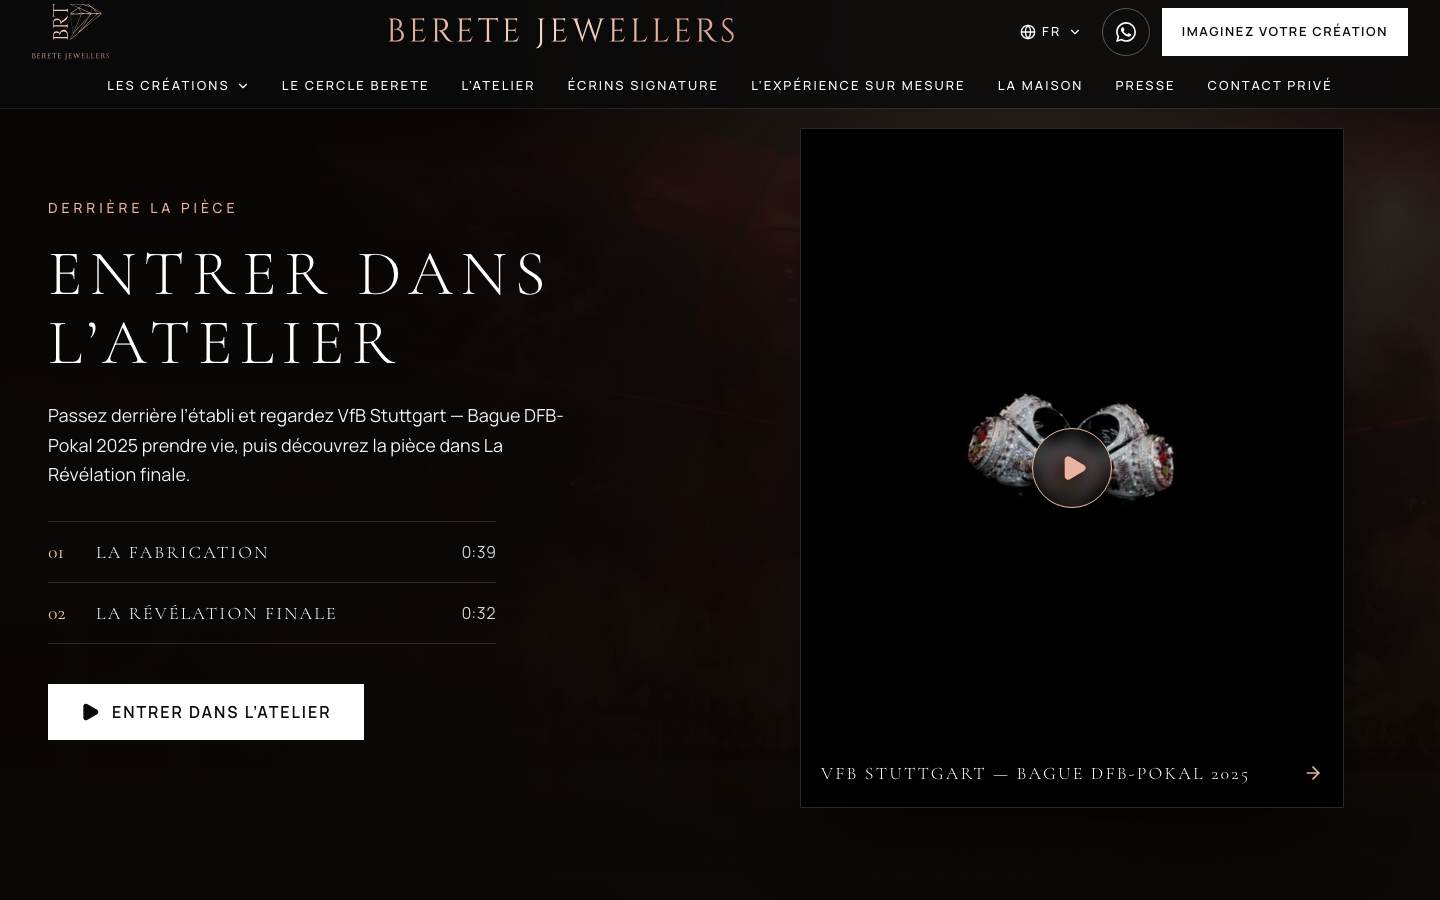 BRT
BERETE JEWELLERS
BERETE JEWELLERS
FR
IMAGINEZ VOTRE CRÉATION
LES CRÉATIONS
LE CERCLE BERETE
L'ATELIER
ÉCRINS SIGNATURE
L'EXPÉRIENCE SUR MESURE
LA MAISON
PRESSE
CONTACT PRIVÉ
DERRIÈRE LA PIÈCE
ENTRER DANS
L’ATELIER
Passez derrière l’établi et regardez VfB Stuttgart — Bague DFB-
Pokal 2025 prendre vie, puis découvrez la pièce dans La
Révélation finale.
01 LA FABRICATION 0:39
02 LA RÉVÉLATION FINALE 0:32
ENTRER DANS L’ATELIER
VFB STUTTGART — BAGUE DFB-POKAL 2025